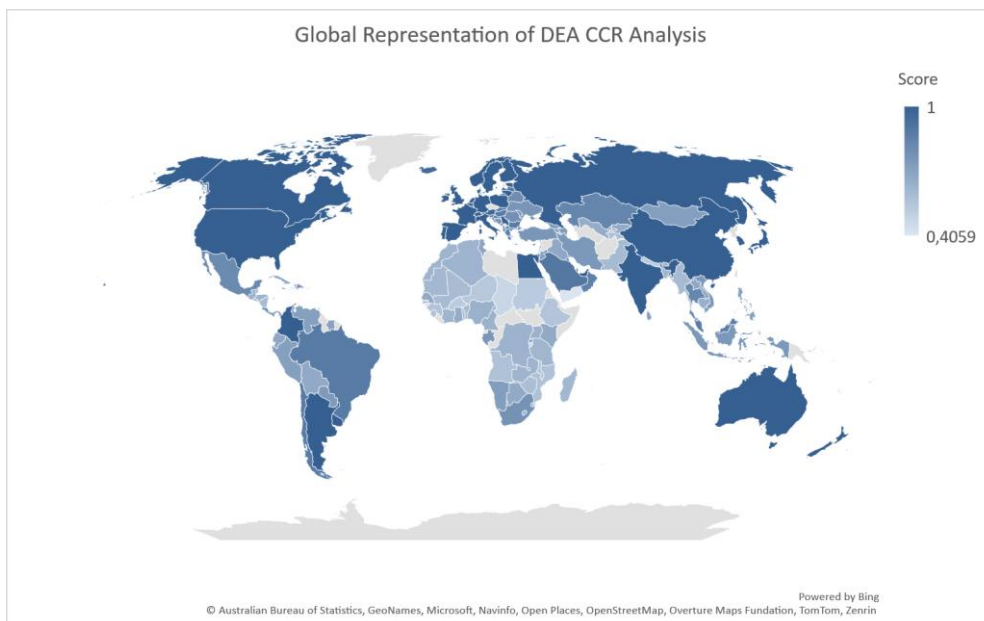 Global Representation of DEA CCR Analysis
Score
1
0,4059
Powered by Bing
© Australian Bureau of Statistics, GeoNames, Microsoft, Navinfo, Open Places, OpenStreetMap, Overture Maps Fundation, TomTom, Zenrin